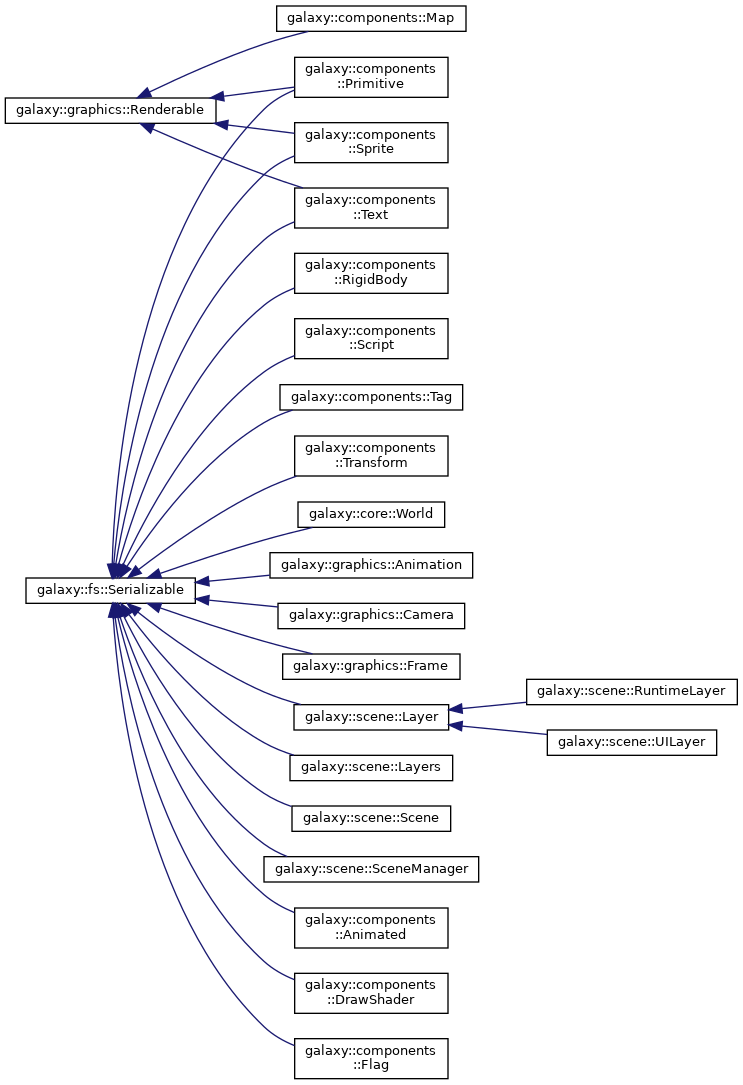 galaxy::components::Map
galaxy::components
::Primitive
galaxy::graphics::Renderable
galaxy::components
::Sprite
galaxy::components
::Text
galaxy::components
::RigidBody
galaxy::components
::Script
galaxy::components::Tag
galaxy::components
::Transform
galaxy::core::World
galaxy::graphics::Animation
galaxy::fs::Serializable
galaxy::graphics::Camera
galaxy::graphics::Frame
galaxy::scene::RuntimeLayer
galaxy::scene::Layer
galaxy::scene::UILayer
galaxy::scene::Layers
galaxy::scene::Scene
galaxy::scene::SceneManager
galaxy::components
::Animated
galaxy::components
::DrawShader
galaxy::components
::Flag